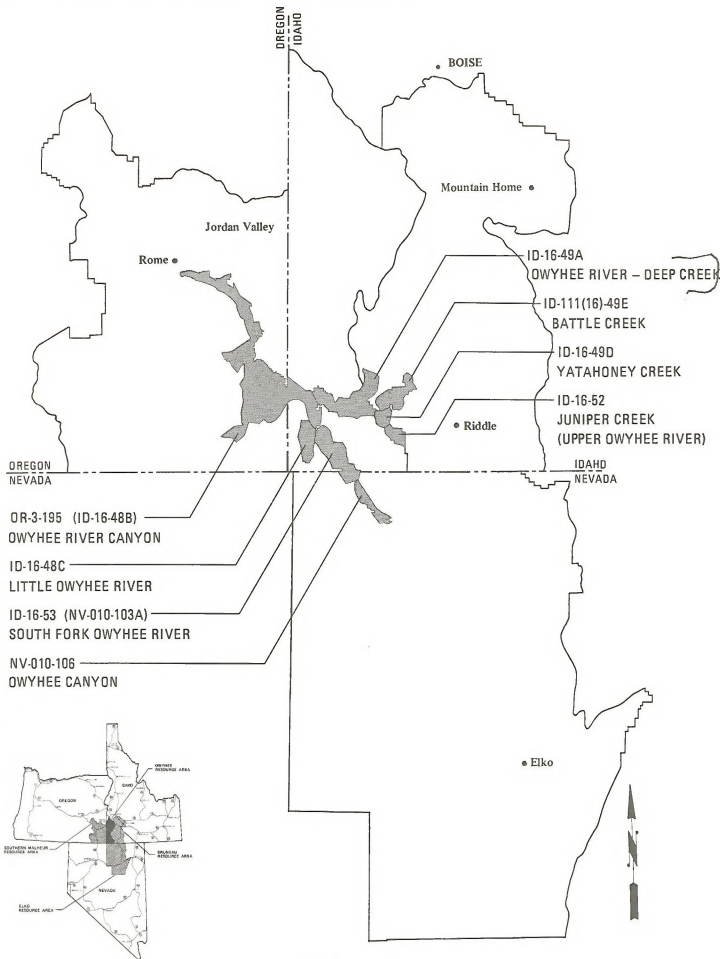 OREGON
IDAHO
BOISE
Mountain Home
Jordan Valley
Rome
ID-16-49A
OWYHEE RIVER – DEEP CREEK
ID-111(16)-49E
BATTLE CREEK
ID-16-49D
YATAHONEY CREEK
ID-16-52
JUNIPER CREEK
(UPPER OWYHEE RIVER)
Riddle
OREGON
NEVADA
IDAHO
NEVADA
OR-3-195 (ID-16-48B)
OWYHEE RIVER CANYON
ID-16-48C
LITTLE OWYHEE RIVER
ID-16-53 (NV-010-103A)
SOUTH FORK OWYHEE RIVER
NV-010-106
OWYHEE CANYON
Elko
OWYHEE
RESOURCE AREA
OREGON
IDAHO
SOUTHERN MALHEUR
RESOURCE AREA
BRUNEAU
RESOURCE AREA
NEVADA
ELKO
RESOURCE AREA